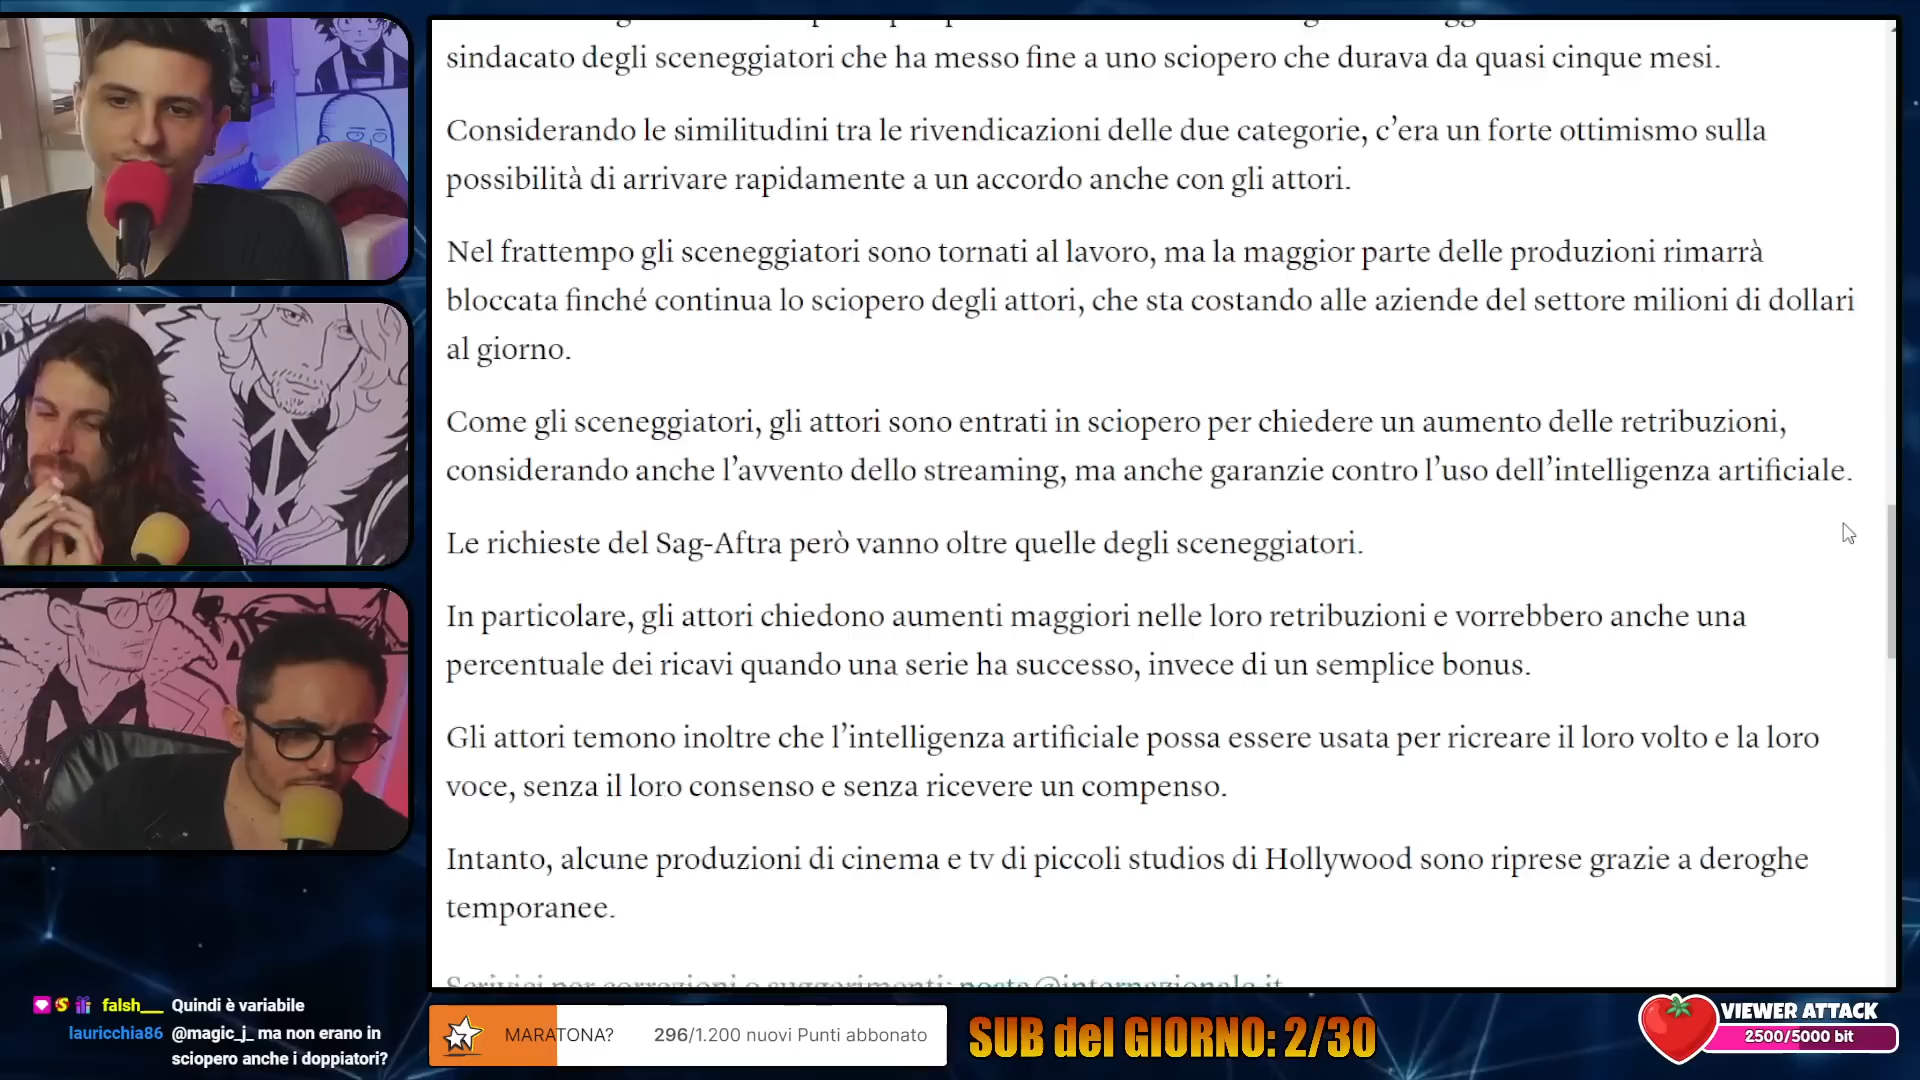 sindacato degli sceneggiatori che ha messo fine a uno sciopero che durava da quasi cinque mesi.
Considerando le similitudini tra le rivendicazioni delle due categorie, c’era un forte ottimismo sulla
possibilità di arrivare rapidamente a un accordo anche con gli attori.
Nel frattempo gli sceneggiatori sono tornati al lavoro, ma la maggior parte delle produzioni rimarrà
bloccata finché continua lo sciopero degli attori, che sta costando alle aziende del settore milioni di dollari
al giorno.
Come gli sceneggiatori, gli attori sono entrati in sciopero per chiedere un aumento delle retribuzioni,
considerando anche l’avvento dello streaming, ma anche garanzie contro l’uso dell’intelligenza artificiale.
Le richieste del Sag-Aftra però vanno oltre quelle degli sceneggiatori.
In particolare, gli attori chiedono aumenti maggiori nelle loro retribuzioni e vorrebbero anche una
percentuale dei ricavi quando una serie ha successo, invece di un semplice bonus.
Gli attori temono inoltre che l’intelligenza artificiale possa essere usata per ricreare il loro volto e la loro
voce, senza il loro consenso e senza ricevere un compenso.
Intanto, alcune produzioni di cinema e tv di piccoli studios di Hollywood sono riprese grazie a deroghe
temporanee.
Scrivici per correzioni o suggerimenti: posta@internazionale.it
falsh___ Quindi è variabile
lauricchia86 @magic_j_ ma non erano in
sciopero anche i doppiatori?
MARATONA? 296/1.200 nuovi Punti abbonato
SUB del GIORNO: 2/30
VIEWER ATTACK
2500/5000 bit